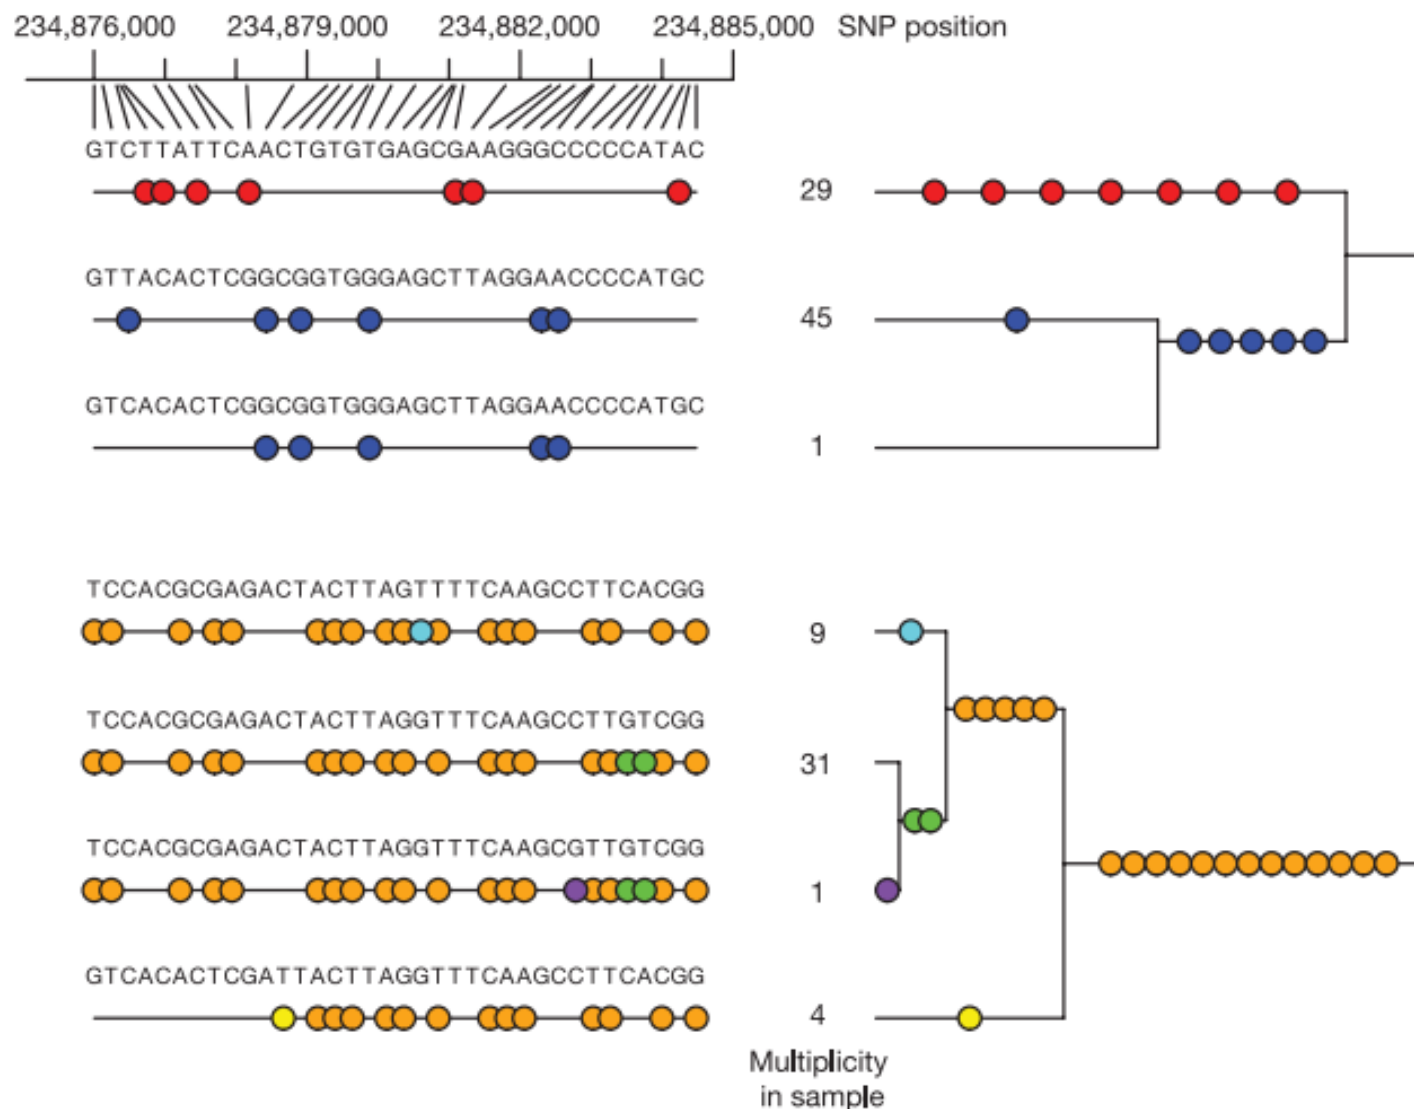 234,876,000 234,879,000 234,882,000 234,885,000 SNP position
GTCTTATTCAACTGTGTGAGCGAAGGGCCCCCATAC
29
GTTACACTCGGCGGTGGGAGCTTAGGAACCCCATGC
45
GTCACACTCGGCGGTGGGAGCTTAGGAACCCCATGC
1
TCCACGCGAGACTACTTAGTTTTCAAGCCTTCACGG
9
TCCACGCGAGACTACTTAGGTTTCAAGCCTTGTCGG
31
TCCACGCGAGACTACTTAGGTTTCAAGCGTTGTCGG
1
GTCACACTCGATTACTTAGGTTTCAAGCCTTCACGG
4
Multiplicity
in sample